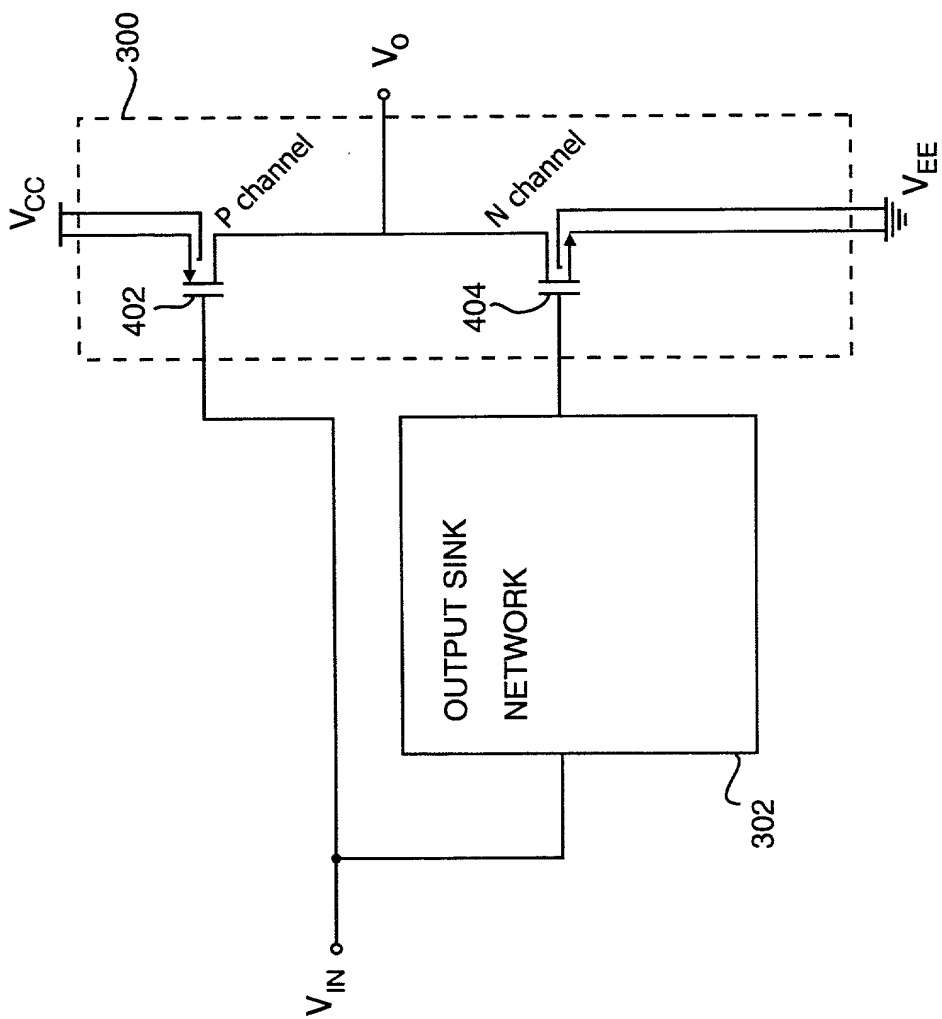 300
V_CC
P channel
402
V_O
N channel
404
V_EE
OUTPUT SINK
NETWORK
302
V_IN